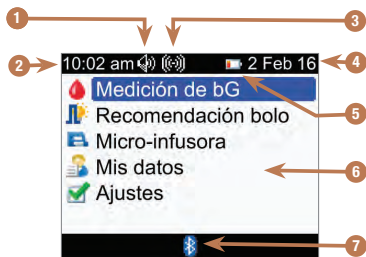 1
3
2
10:02 am 2 Feb 16
4
Medición de bG
5
Recomendación bolo
Micro-infusora
Mis datos
6
Ajustes
7